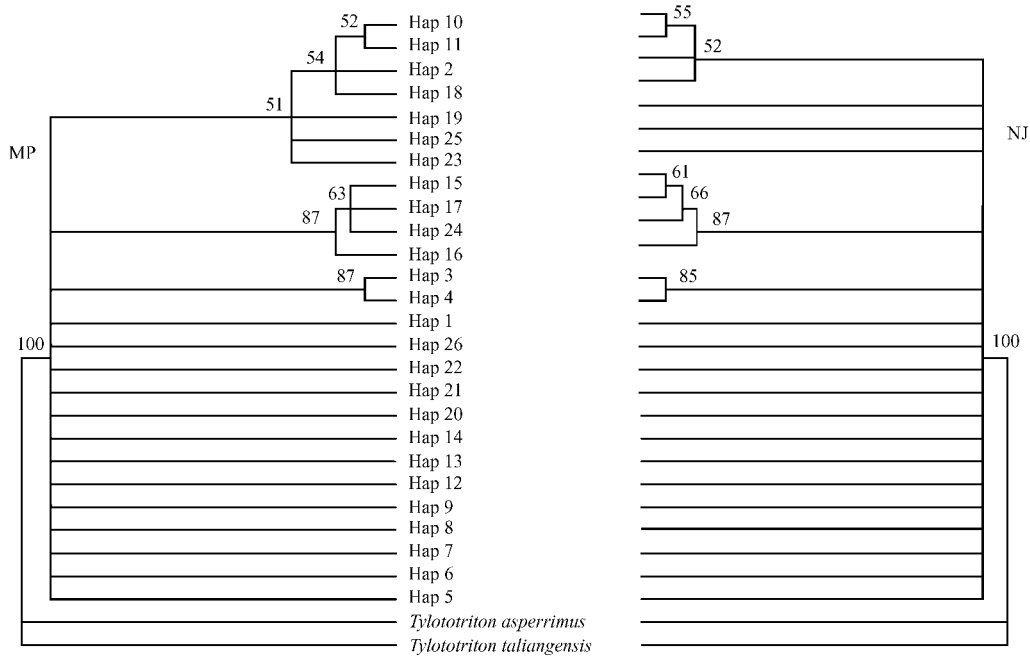 52 Hap 10 55
Hap 11
54 Hap 2 52
Hap 18
51 Hap 19
Hap 25
MP NJ
Hap 23
Hap 15 61
63 Hap 17 66
87 Hap 24 87
Hap 16
87 Hap 3 85
Hap 4
Hap 1
100 Hap 26 100
Hap 22
Hap 21
Hap 20
Hap 14
Hap 13
Hap 12
Hap 9
Hap 8
Hap 7
Hap 6
Hap 5
Tylototriton asperrimus
Tylototriton taliangensis